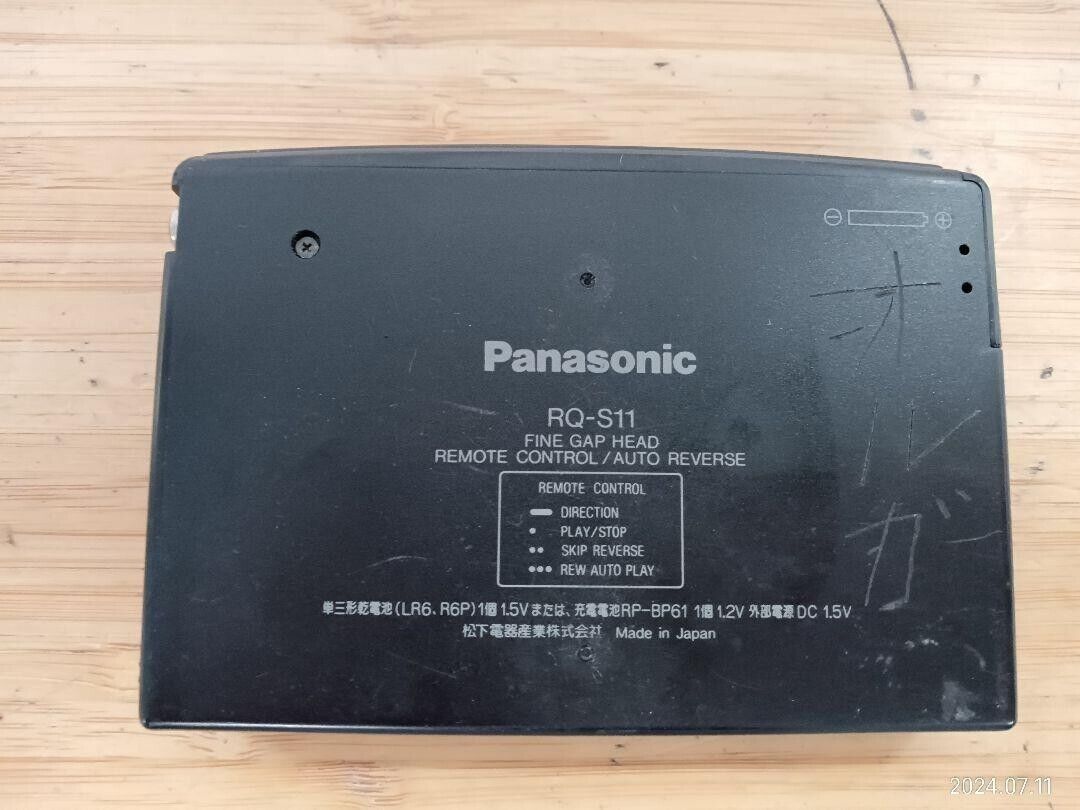 ⊖ ⊕
Panasonic
RQ-S11
FINE GAP HEAD
REMOTE CONTROL/AUTO REVERSE
REMOTE CONTROL
DIRECTION
• PLAY/STOP
•• SKIP REVERSE
••• REW AUTO PLAY
単三形乾電池(LR6、R6P)1個 1.5Vまたは、充電電池RP-BP61 1個 1.2V 外部電源 DC 1.5V
松下電器産業株式会社 Made in Japan
オルガ
2024.07.11